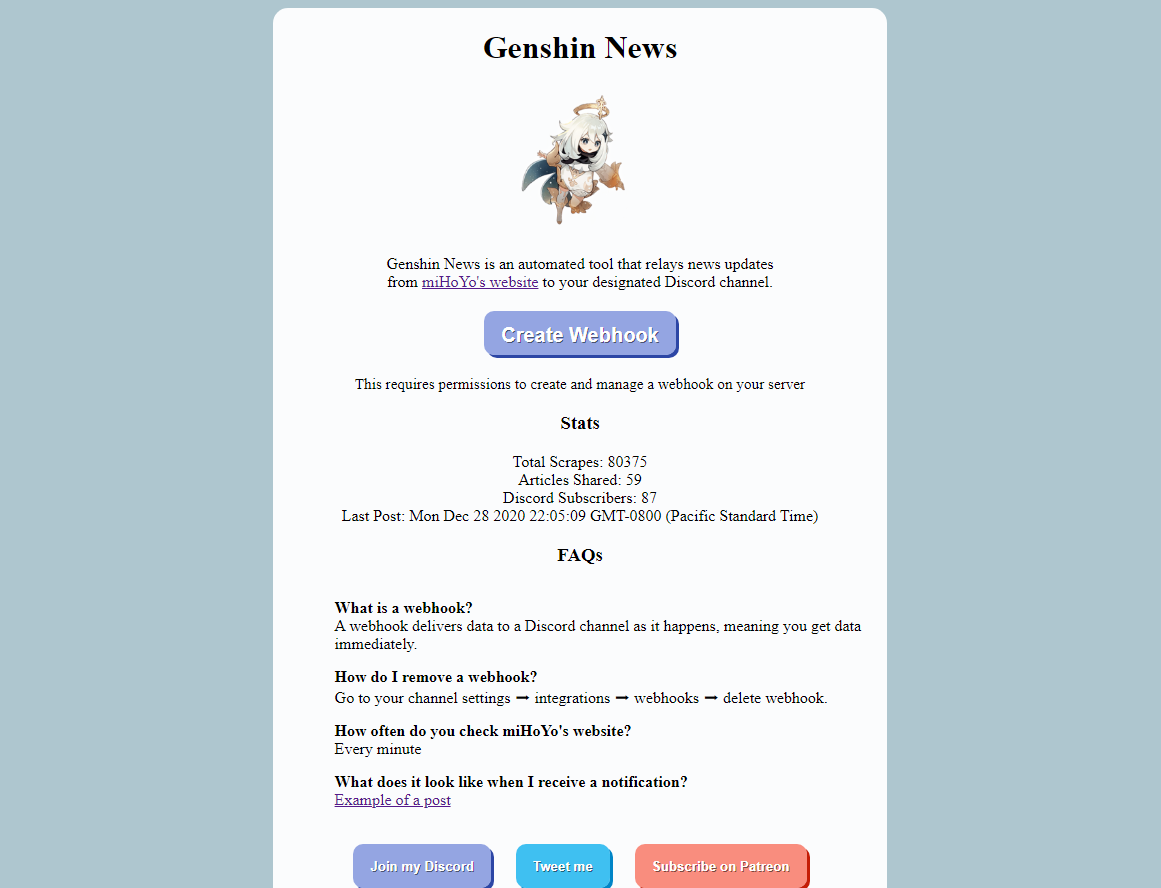 Genshin News
Genshin News is an automated tool that relays news updates
from miHoYo's website to your designated Discord channel.
Create Webhook
This requires permissions to create and manage a webhook on your server
Stats
Total Scrapes: 80375
Articles Shared: 59
Discord Subscribers: 87
Last Post: Mon Dec 28 2020 22:05:09 GMT-0800 (Pacific Standard Time)
FAQs
What is a webhook?
A webhook delivers data to a Discord channel as it happens, meaning you get data
immediately.
How do I remove a webhook?
Go to your channel settings ➞ integrations ➞ webhooks ➞ delete webhook.
How often do you check miHoYo's website?
Every minute
What does it look like when I receive a notification?
Example of a post
Join my Discord
Tweet me
Subscribe on Patreon